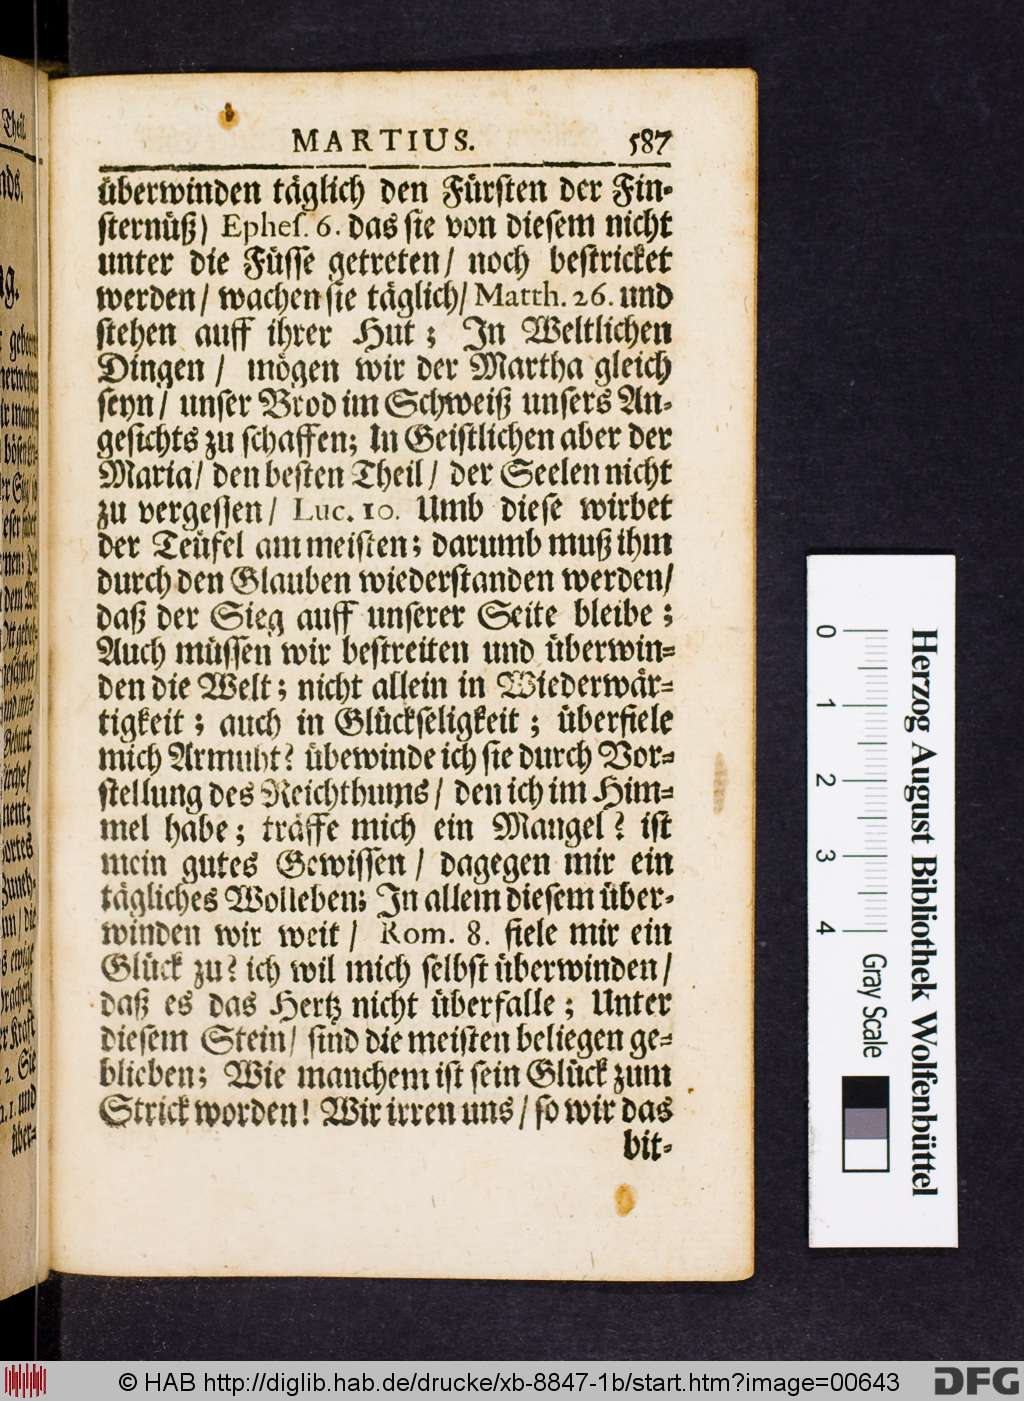 MARTIUS. 587
überwinden täglich den Fürsten der Fin-
sternüß) Ephes. 6. das sie von diesem nicht
unter die Füsse getreten/ noch bestricket
werden/ wachen sie täglich/ Matth. 26. und
stehen auff ihrer Hut; In Weltlichen
Dingen/ mögen wir der Martha gleich
seyn/ unser Brod im Schweiß unsers An-
gesichts zu schaffen; In Geistlichen aber der
Maria/ den besten Theil/ der Seelen nicht
zu vergessen/ Luc. 10. Umb diese wirbet
der Teüfel am meisten; darumb muß ihm
durch den Glauben wiederstanden werden/
daß der Sieg auff unserer Seite bleibe;
Auch müssen wir bestreiten und überwin-
den die Welt; nicht allein in Wiederwär-
tigkeit; auch in Glückseligkeit; überfiele
mich Armuht? übewinde ich sie durch Vor-
stellung des Reichthums/ den ich im Him-
mel habe; träffe mich ein Mangel? ist
mein gutes Gewissen/ dagegen mir ein
tägliches Wolleben; In allem diesem über-
winden wir weit/ Rom. 8. fiele mir ein
Glück zu? ich wil mich selbst überwinden/
daß es das Hertz nicht überfalle; Unter
diesem Stein/ sind die meisten beliegen ge-
blieben; Wie manchem ist sein Glück zum
Strick worden! Wir irren uns/ so wir das
bit-
0 1 2 3 4 Gray Scale
Herzog August Bibliothek Wolfenbüttel
© HAB http://diglib.hab.de/drucke/xb-8847-1b/start.htm?image=00643
DFG